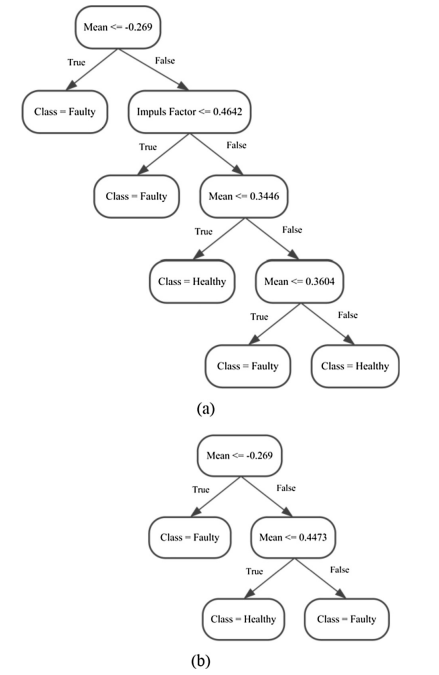 Mean <= -0.269
True
False
Class = Faulty
Impuls Factor <= 0.4642
True
False
Class = Faulty
Mean <= 0.3446
True
False
Class = Healthy
Mean <= 0.3604
True
False
Class = Faulty
Class = Healthy
(a)
Mean <= -0.269
True
False
Class = Faulty
Mean <= 0.4473
True
False
Class = Healthy
Class = Faulty
(b)